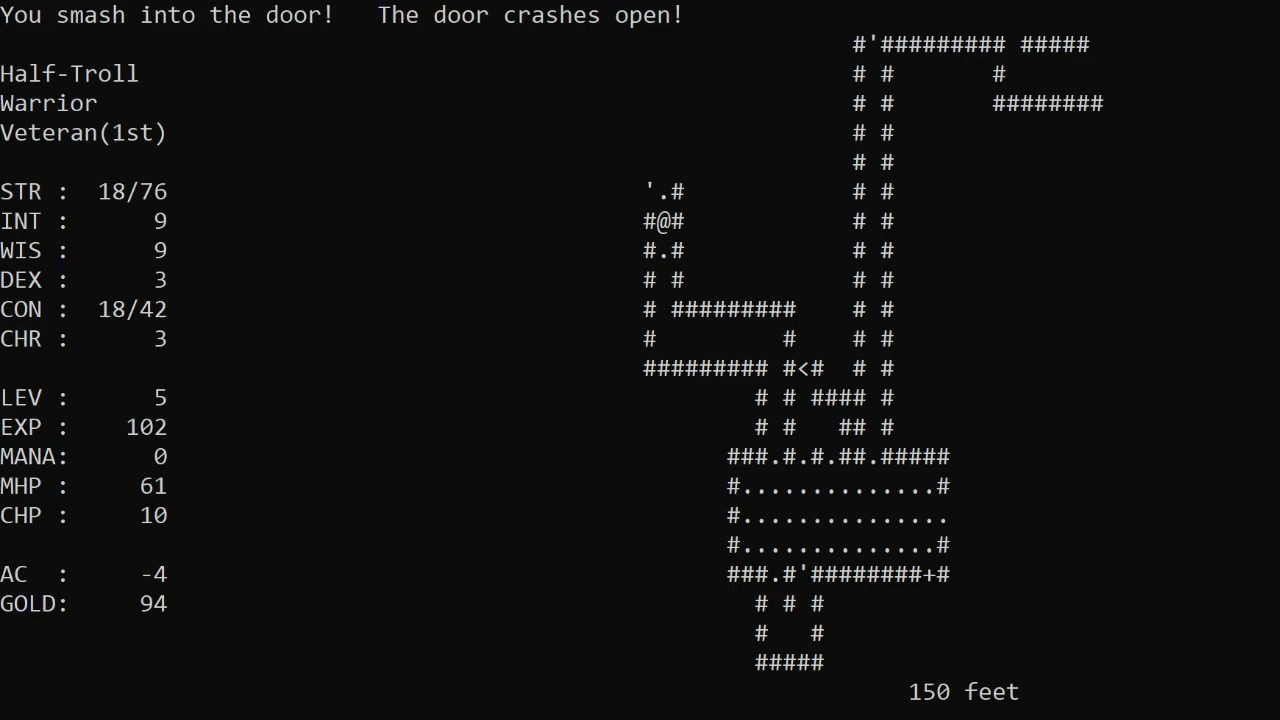 You smash into the door!   The door crashes open!
                                                             #'######### #####
Half-Troll                                                   # #       #
Warrior                                                      # #       ########
Veteran(1st)                                                 # #
                                                             # #
STR :  18/76                                  '.#            # #
INT :      9                                  #@#            # #
WIS :      9                                  #.#            # #
DEX :      3                                  # #            # #
CON :  18/42                                  # #########    # #
CHR :      3                                  #         #    # #
                                              ######### #<#  # #
LEV :      5                                          # # #### #
EXP :    102                                          # #   ## #
MANA:      0                                        ###.#.#.##.#####
MHP :     61                                        #..............#
CHP :     10                                        #...............
                                                    #..............#
AC  :     -4                                        ###.#'########+#
GOLD:     94                                          # # #
                                                      #   #
                                                      #####
                                                                 150 feet